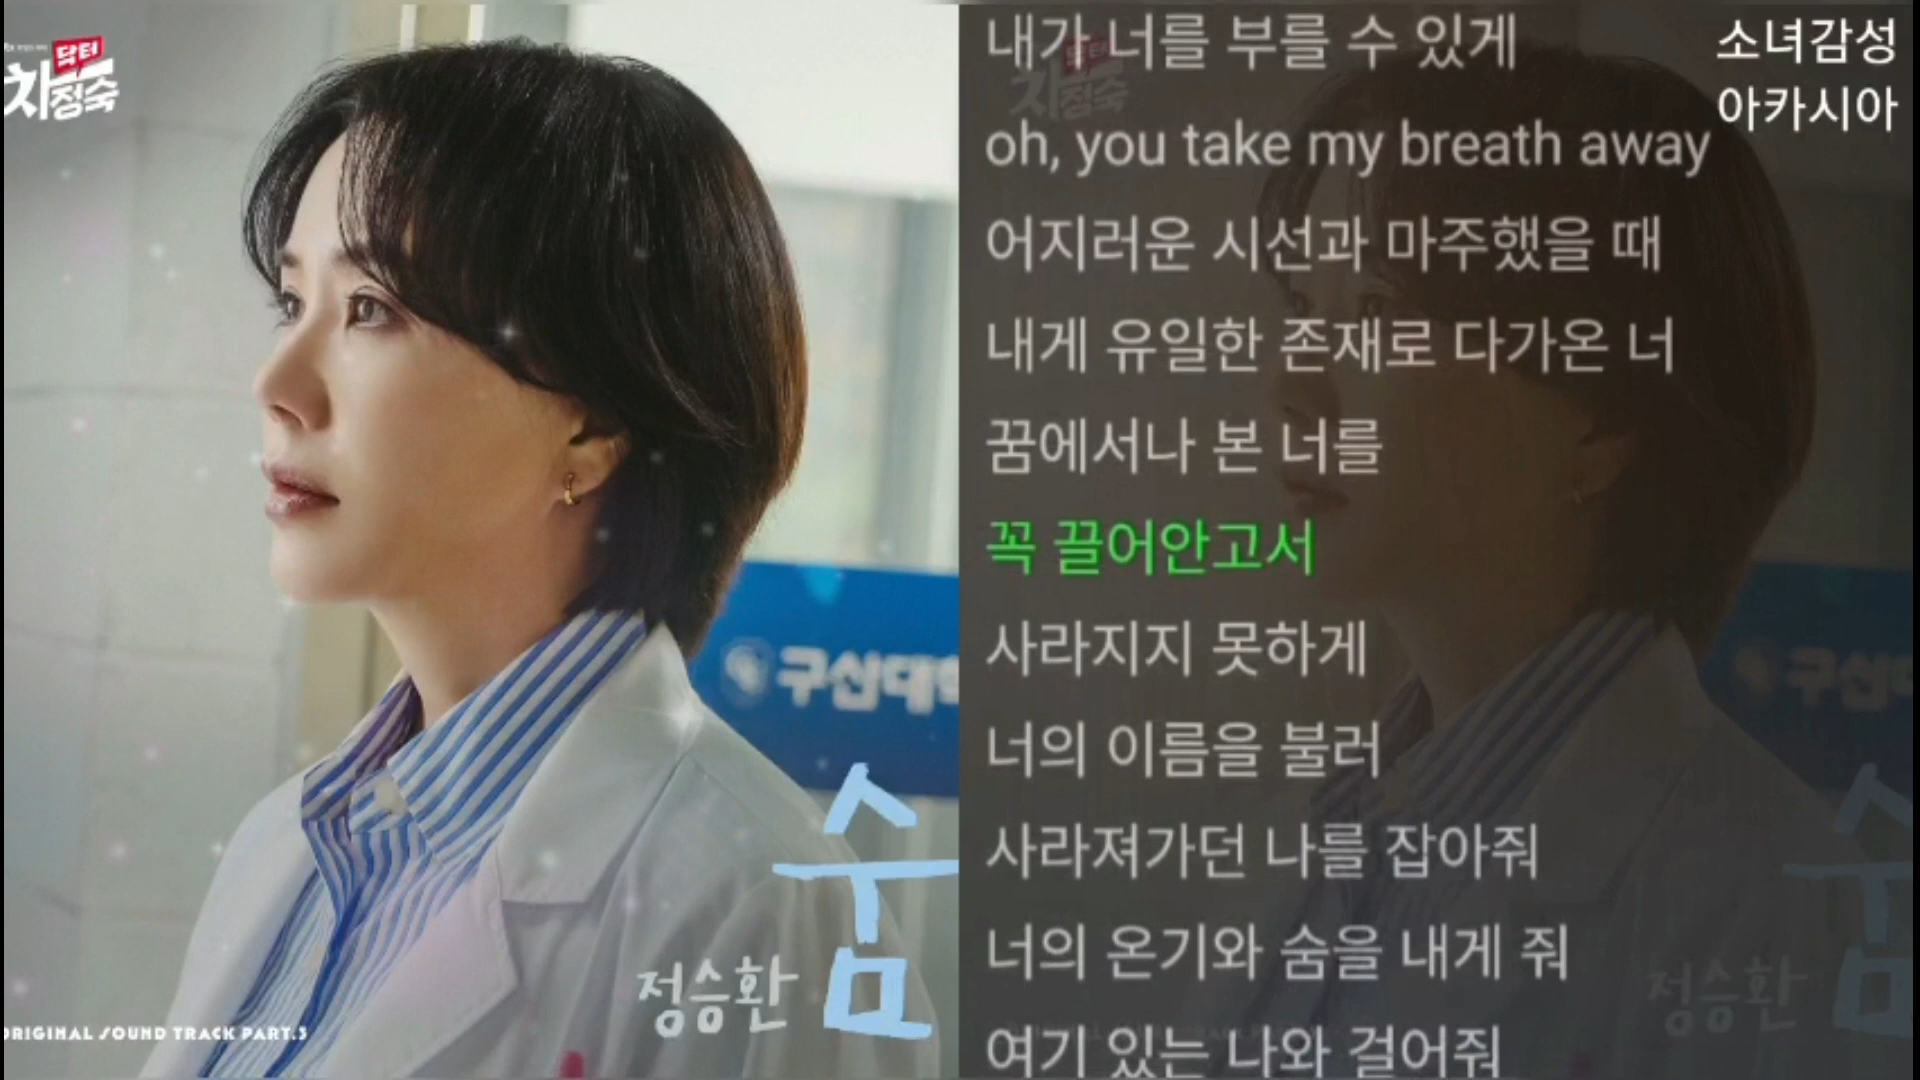 닥터
차정숙
구산대
숨
정승환
ORIGINAL SOUND TRACK PART.3
소녀감성
아카시아
내가 너를 부를 수 있게
oh, you take my breath away
어지러운 시선과 마주했을 때
내게 유일한 존재로 다가온 너
꿈에서나 본 너를
꼭 끌어안고서
사라지지 못하게
너의 이름을 불러
사라져가던 나를 잡아줘
너의 온기와 숨을 내게 줘
여기 있는 나와 걸어줘